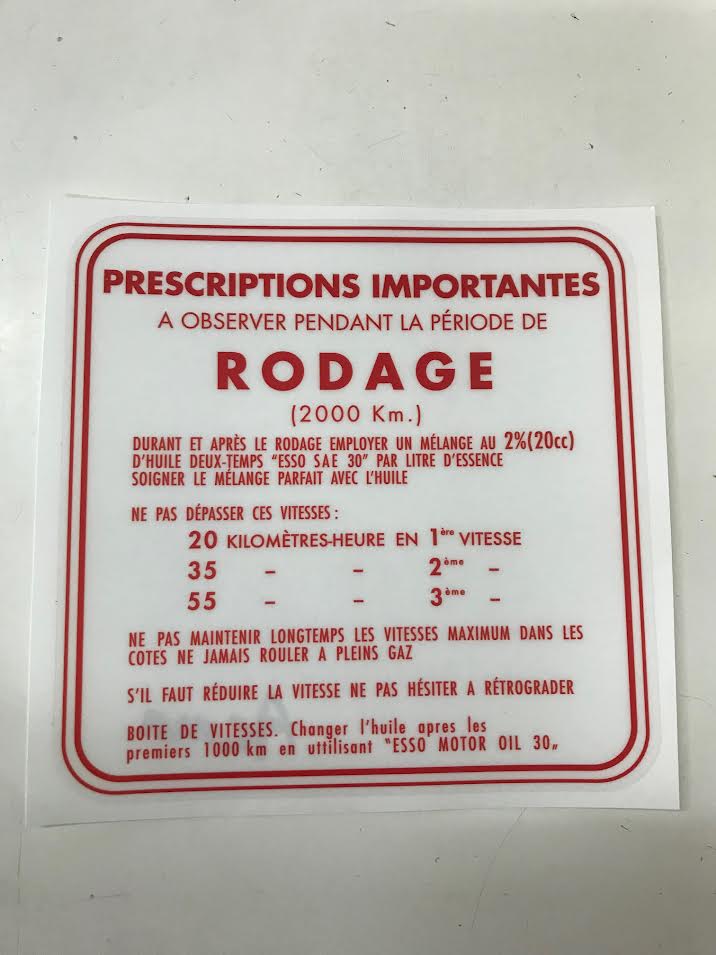 PRESCRIPTIONS IMPORTANTES
A OBSERVER PENDANT LA PÉRIODE DE
RODAGE
(2000 Km.)
DURANT ET APRÈS LE RODAGE EMPLOYER UN MÉLANGE AU 2%(20cc)
D'HUILE DEUX-TEMPS "ESSO SAE 30" PAR LITRE D'ESSENCE
SOIGNER LE MÉLANGE PARFAIT AVEC L'HUILE
NE PAS DÉPASSER CES VITESSES :
20 KILOMÈTRES-HEURE EN 1ère VITESSE
35 - - 2ème -
55 - - 3ème -
NE PAS MAINTENIR LONGTEMPS LES VITESSES MAXIMUM DANS LES
COTES NE JAMAIS ROULER A PLEINS GAZ
S'IL FAUT RÉDUIRE LA VITESSE NE PAS HÉSITER A RÉTROGRADER
BOITE DE VITESSES. Changer l'huile apres les
premiers 1000 km en uttilisant "ESSO MOTOR OIL 30„